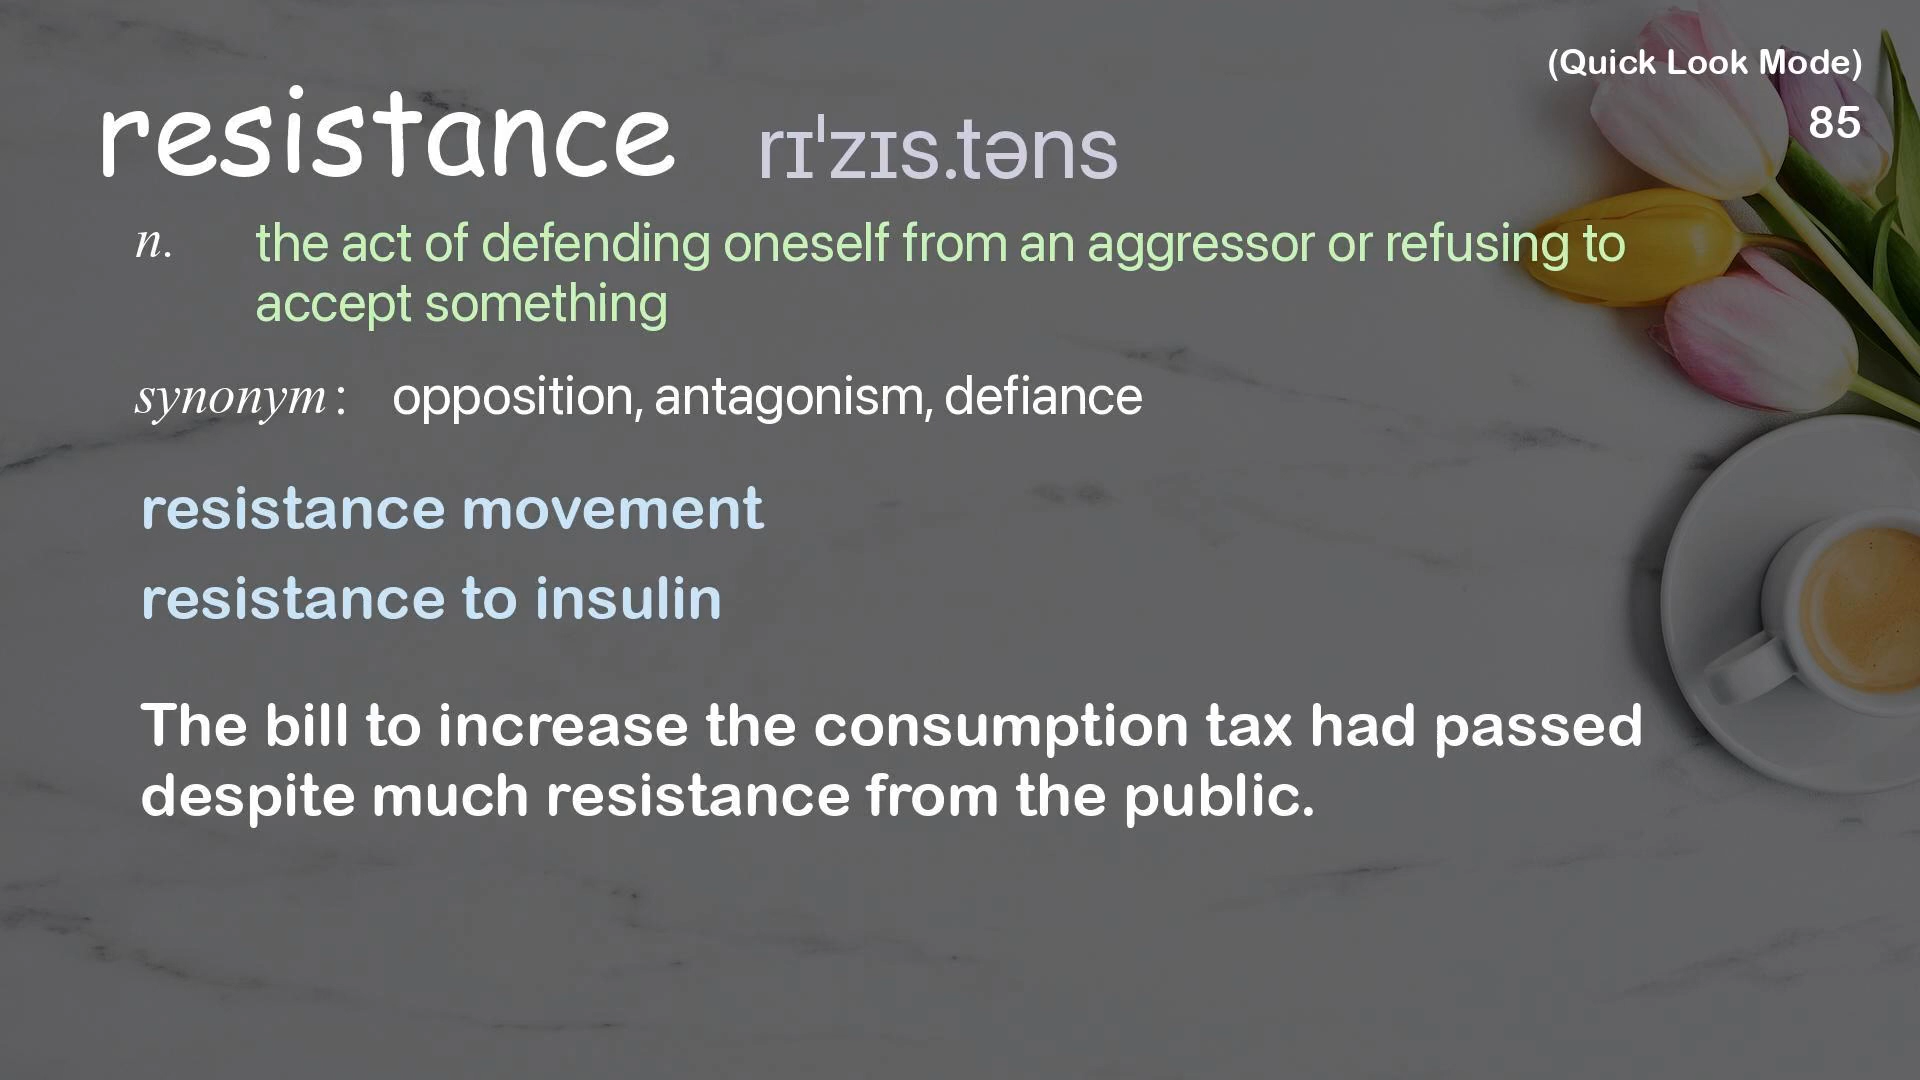 (Quick Look Mode)
85
resistance rɪˈzɪs.təns
n. the act of defending oneself from an aggressor or refusing to
accept something
synonym: opposition, antagonism, defiance
resistance movement
resistance to insulin
The bill to increase the consumption tax had passed
despite much resistance from the public.